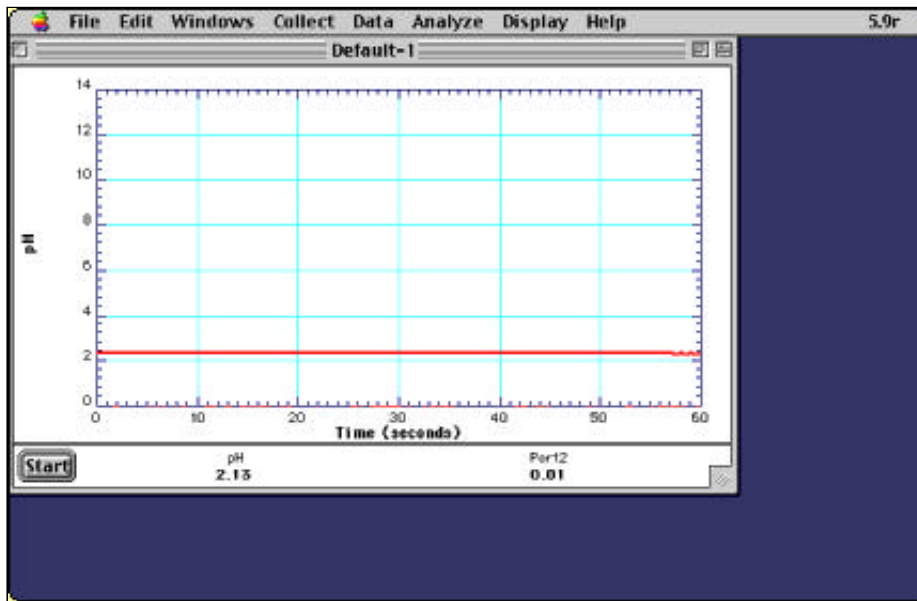 File Edit Windows Collect Data Analyze Display Help 5.9r
Default-1
14
12
10
8
6
4
2
0
pH
0 10 20 30 40 50 60
Time (seconds)
Start
pH
2.13
Port2
0.01